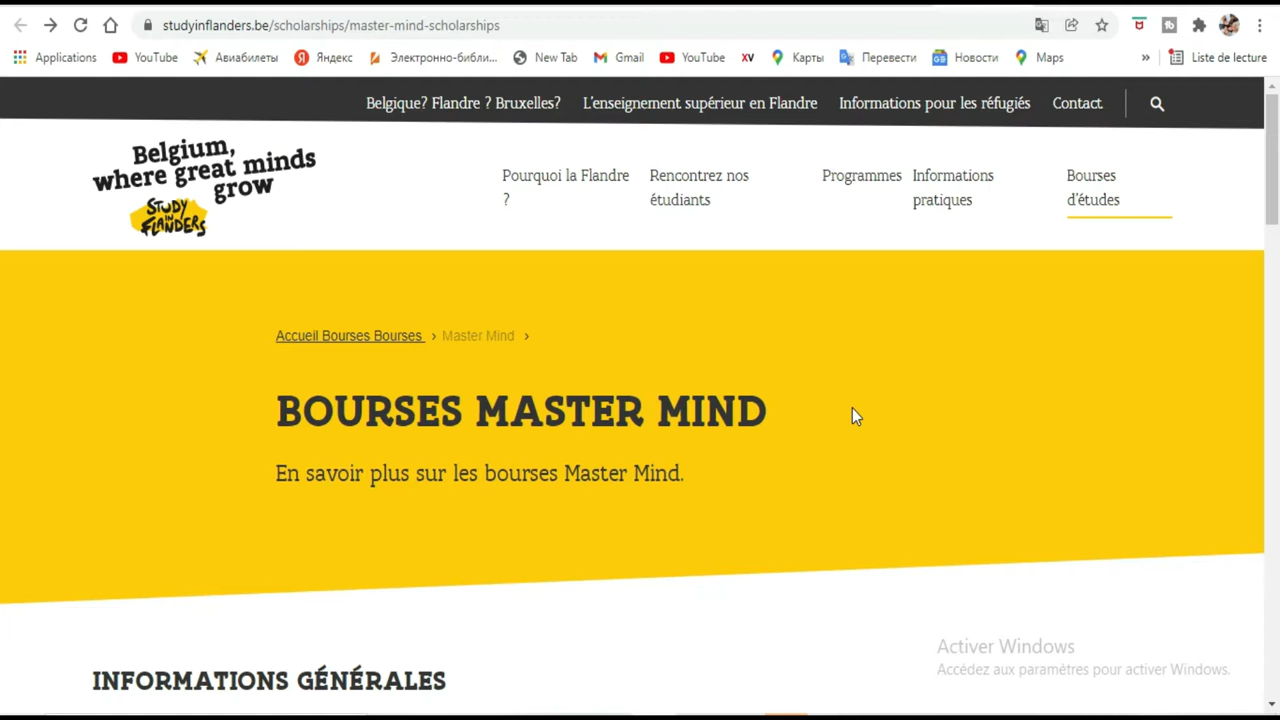 studyinflanders.be/scholarships/master-mind-scholarships
Applications YouTube Авиабилеты Яндекс Электронно-библи... New Tab Gmail YouTube XV Карты Перевести Новости Maps » Liste de lecture
Belgique? Flandre ? Bruxelles? L'enseignement supérieur en Flandre Informations pour les réfugiés Contact
Belgium,
where great minds
grow
STUDY
IN
FLANDERS
Pourquoi la Flandre
?
Rencontrez nos
étudiants
Programmes
Informations
pratiques
Bourses
d'études
Accueil Bourses Bourses › Master Mind ›
BOURSES MASTER MIND
En savoir plus sur les bourses Master Mind.
INFORMATIONS GÉNÉRALES
Activer Windows
Accédez aux paramètres pour activer Windows.